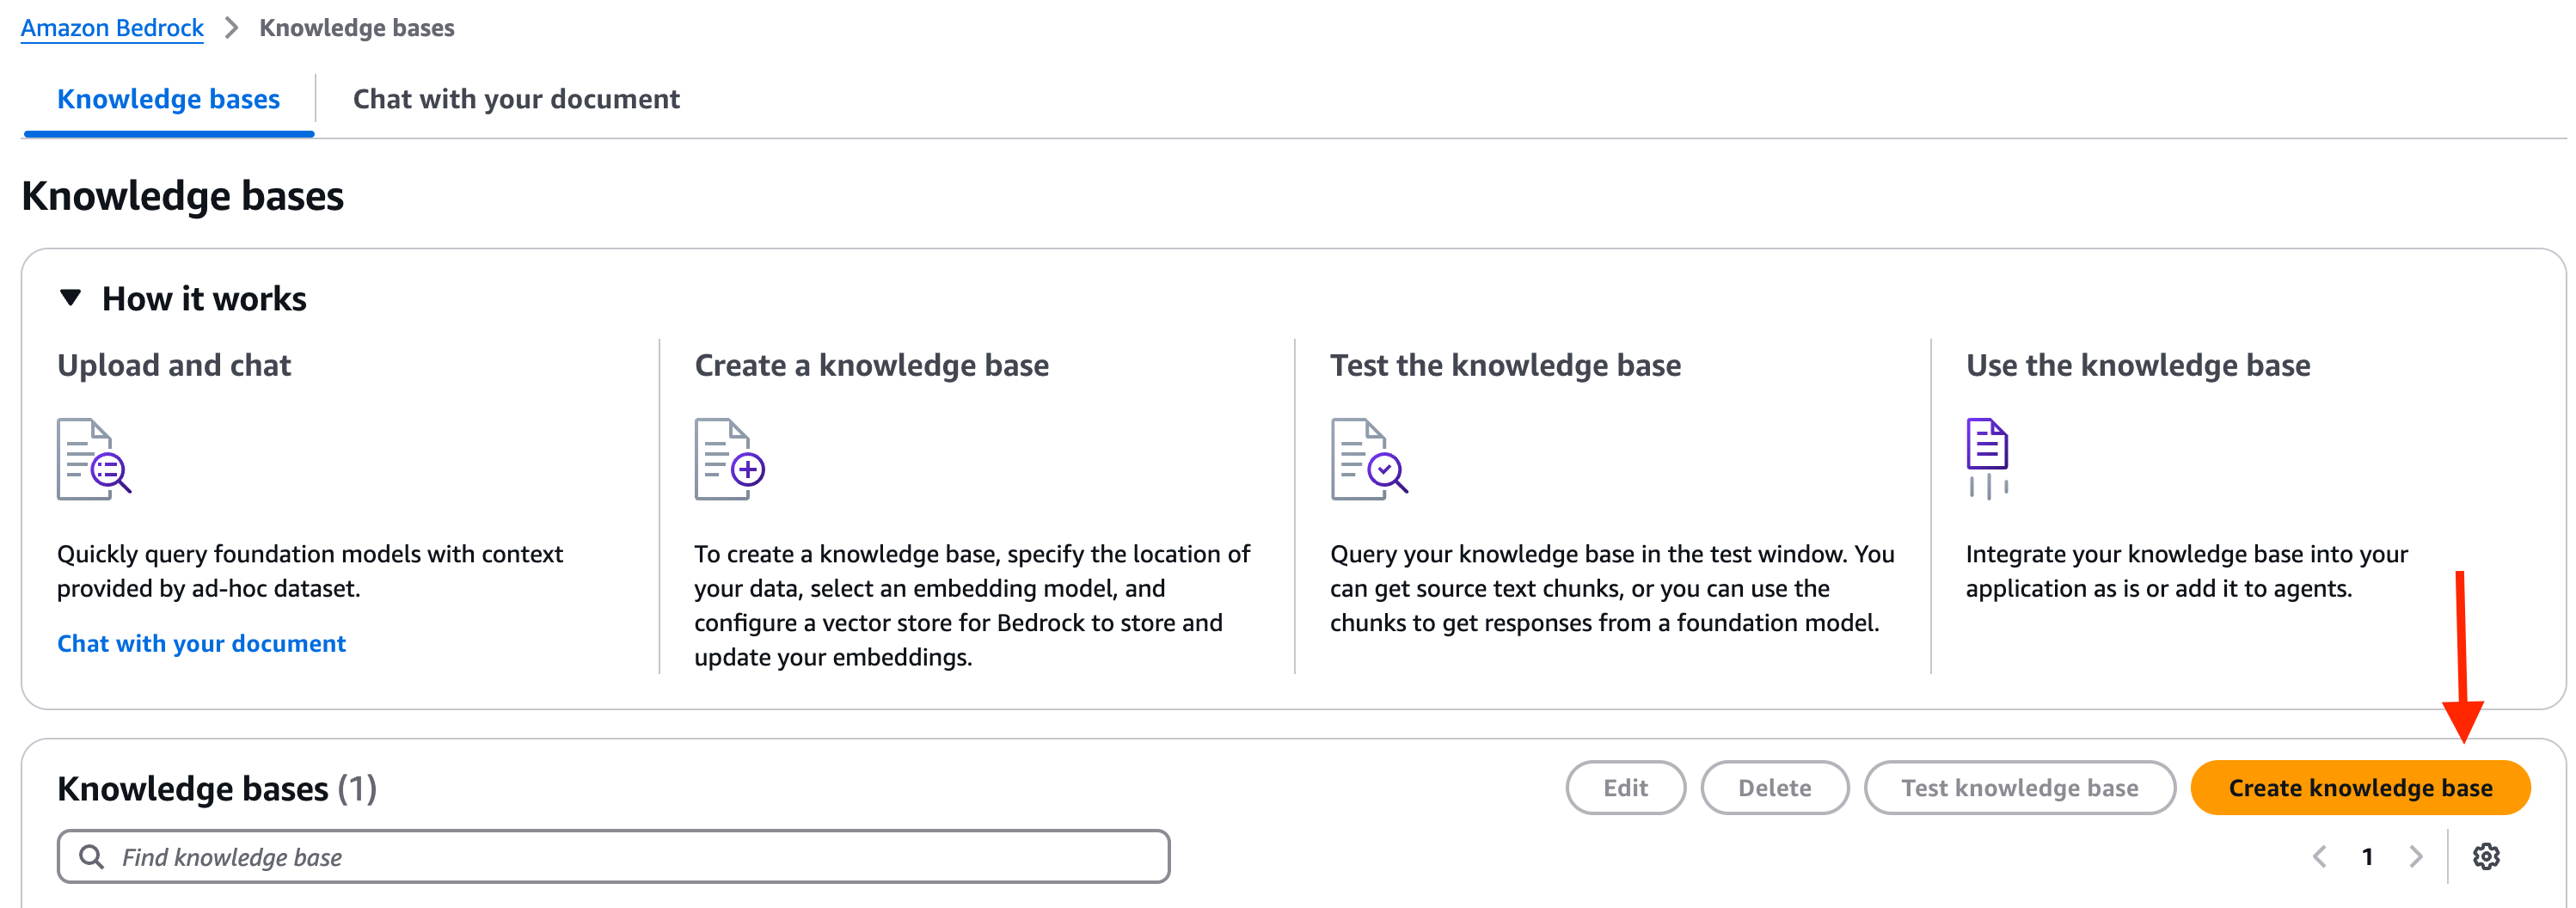 Amazon Bedrock > Knowledge bases
Knowledge bases
Chat with your document
Knowledge bases
How it works
Upload and chat
Quickly query foundation models with context
provided by ad-hoc dataset.
Chat with your document
Create a knowledge base
To create a knowledge base, specify the location of
your data, select an embedding model, and
configure a vector store for Bedrock to store and
update your embeddings.
Test the knowledge base
Query your knowledge base in the test window. You
can get source text chunks, or you can use the
chunks to get responses from a foundation model.
Use the knowledge base
Integrate your knowledge base into your
application as is or add it to agents.
Knowledge bases (1)
Edit
Delete
Test knowledge base
Create knowledge base
Find knowledge base
1